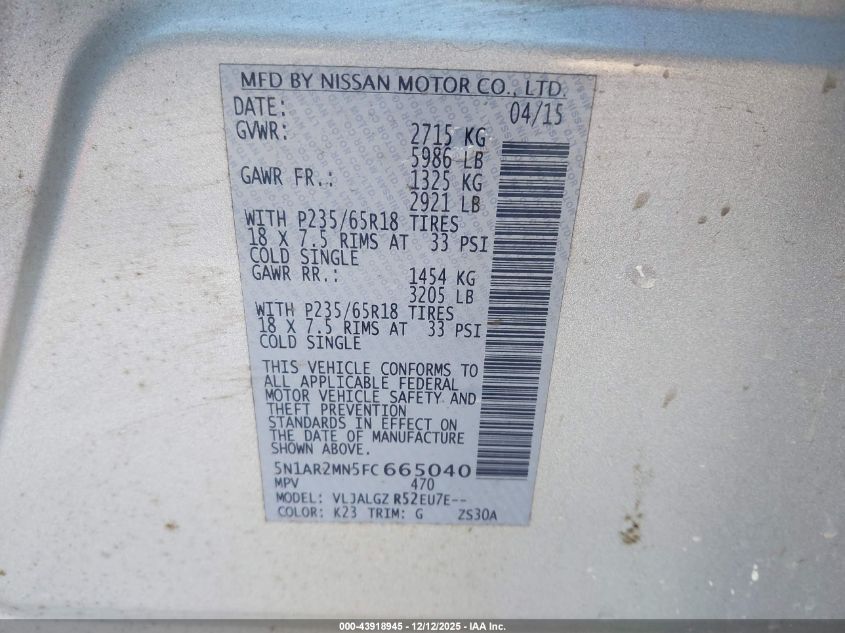 MFD BY NISSAN MOTOR CO., LTD.
DATE: 04/15
GVWR: 2715 KG
5986 LB
GAWR FR.: 1325 KG
2921 LB
WITH P235/65R18 TIRES
18 X 7.5 RIMS AT 33 PSI
COLD SINGLE
GAWR RR.: 1454 KG
3205 LB
WITH P235/65R18 TIRES
18 X 7.5 RIMS AT 33 PSI
COLD SINGLE
THIS VEHICLE CONFORMS TO
ALL APPLICABLE FEDERAL
MOTOR VEHICLE SAFETY AND
THEFT PREVENTION
STANDARDS IN EFFECT ON
THE DATE OF MANUFACTURE
SHOWN ABOVE.
5N1AR2MN5FC665040
MPV 470
MODEL: VLJALGZ R52EU7E--
COLOR: K23 TRIM: G ZS30A
000-43918945 - 12/12/2025 - IAA Inc.